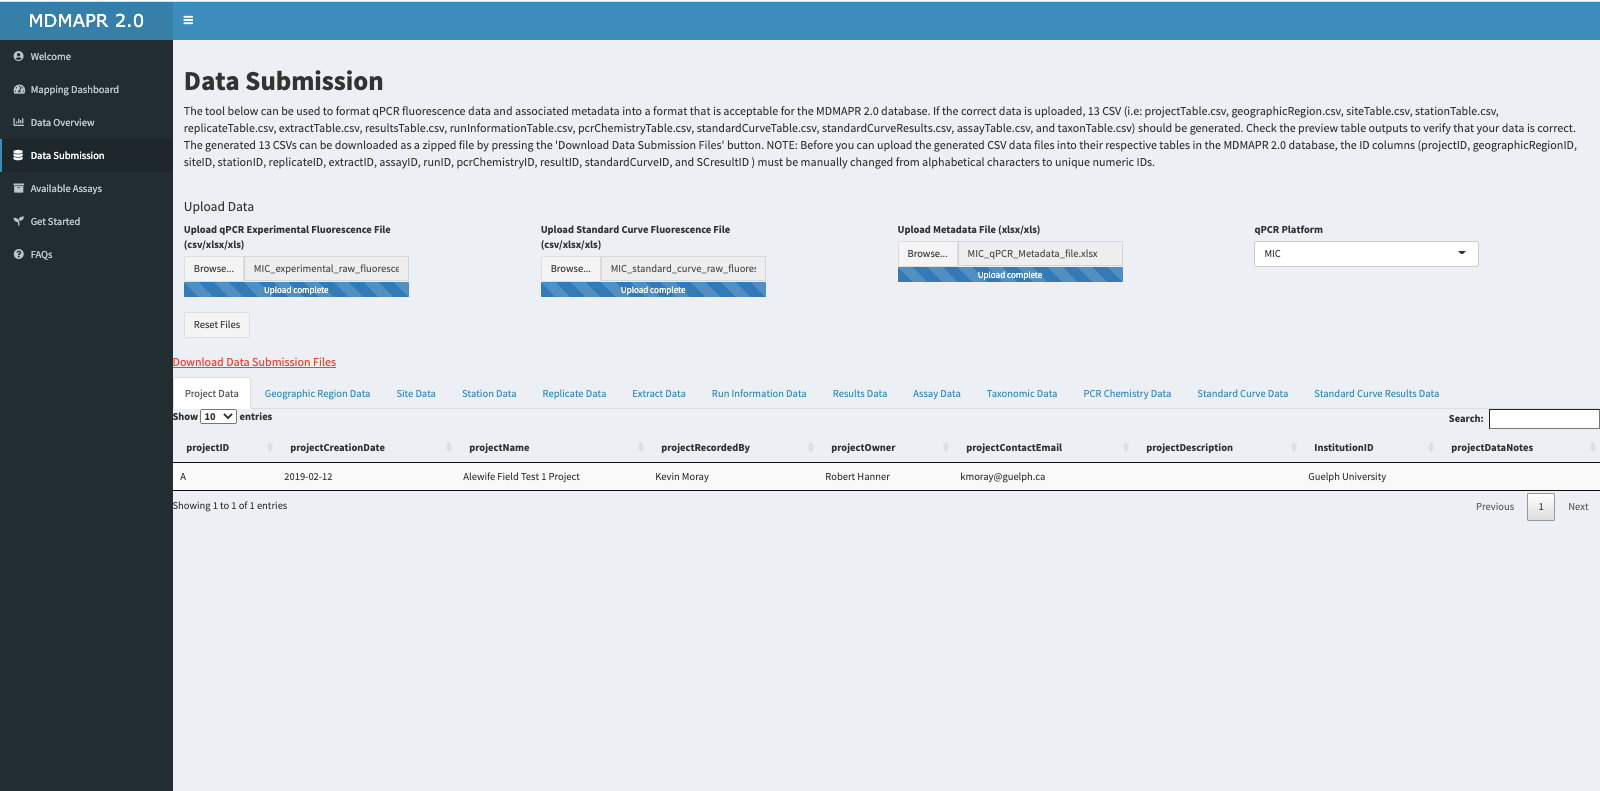 MDMAPR 2.0
Welcome
Mapping Dashboard
Data Overview
Data Submission
Available Assays
Get Started
FAQs
Data Submission
The tool below can be used to format qPCR fluorescence data and associated metadata into a format that is acceptable for the MDMAPR 2.0 database. If the correct data is uploaded, 13 CSV (i.e: projectTable.csv, geographicRegion.csv, siteTable.csv, stationTable.csv,
replicateTable.csv, extractTable.csv, resultsTable.csv, runInformationTable.csv, pcrChemistryTable.csv, standardCurveTable.csv, standardCurveResults.csv, assayTable.csv, and taxonTable.csv) should be generated. Check the preview table outputs to verify that your data is correct.
The generated 13 CSVs can be downloaded as a zipped file by pressing the 'Download Data Submission Files' button. NOTE: Before you can upload the generated CSV data files into their respective tables in the MDMAPR 2.0 database, the ID columns (projectID, geographicRegionID,
siteID, stationID, replicateID, extractID, assayID, runID, pcrChemistryID, resultID, standardCurveID, and SCresultID ) must be manually changed from alphabetical characters to unique numeric IDs.
Upload Data
Upload qPCR Experimental Fluorescence File
(csv/xlsx/xls)
Browse... MIC_experimental_raw_fluoresce
Upload complete
Upload Standard Curve Fluorescence File
(csv/xlsx/xls)
Browse... MIC_standard_curve_raw_fluores
Upload complete
Upload Metadata File (xlsx/xls)
Browse... MIC_qPCR_Metadata_file.xlsx
Upload complete
qPCR Platform
MIC
Reset Files
Download Data Submission Files
Project Data Geographic Region Data Site Data Station Data Replicate Data Extract Data Run Information Data Results Data Assay Data Taxonomic Data PCR Chemistry Data Standard Curve Data Standard Curve Results Data
Show 10 entries Search:
projectID projectCreationDate projectName projectRecordedBy projectOwner projectContactEmail projectDescription InstitutionID projectDataNotes
A 2019-02-12 Alewife Field Test 1 Project Kevin Moray Robert Hanner kmoray@guelph.ca Guelph University
Showing 1 to 1 of 1 entries Previous 1 Next